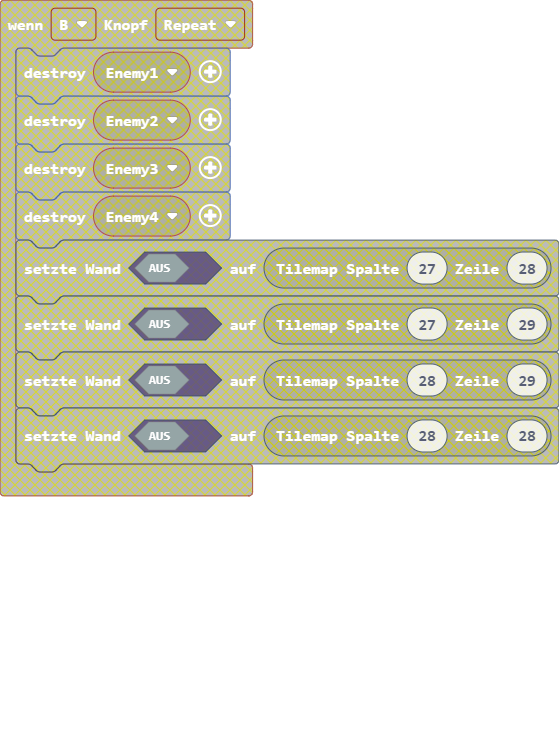 wenn B Knopf Repeat
destroy Enemy1
destroy Enemy2
destroy Enemy3
destroy Enemy4
setzte Wand AUS auf Tilemap Spalte 27 Zeile 28
setzte Wand AUS auf Tilemap Spalte 27 Zeile 29
setzte Wand AUS auf Tilemap Spalte 28 Zeile 29
setzte Wand AUS auf Tilemap Spalte 28 Zeile 28